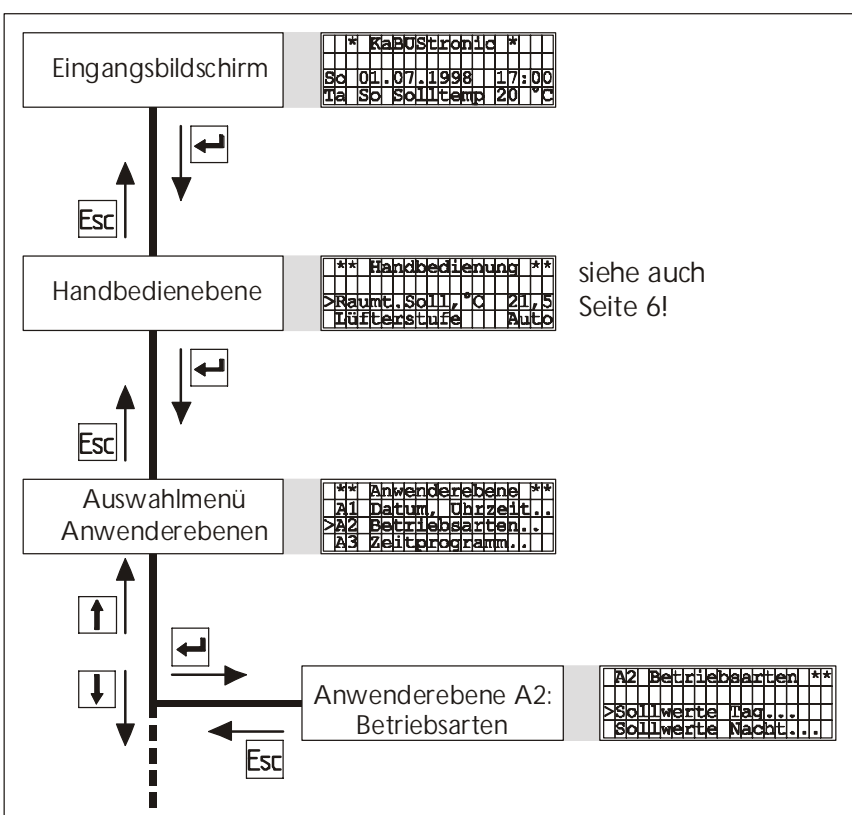 Eingangsbildschirm
* KaBUStronic *
So 01.07.1998 17:00
Ta So Solltemp 20 °C
Esc
Handbedienebene
** Handbedienung **
>Raumt.Soll,°C 21,5
Lüfterstufe Auto
siehe auch
Seite 6!
Esc
Auswahlmenü
Anwenderebenen
** Anwenderebene **
A1 Datum, Uhrzeit..
>A2 Betriebsarten..
A3 Zeitprogramm..
Anwenderebene A2:
Betriebsarten
A2 Betriebsarten **
>Sollwerte Tag...
Sollwerte Nacht...
Esc